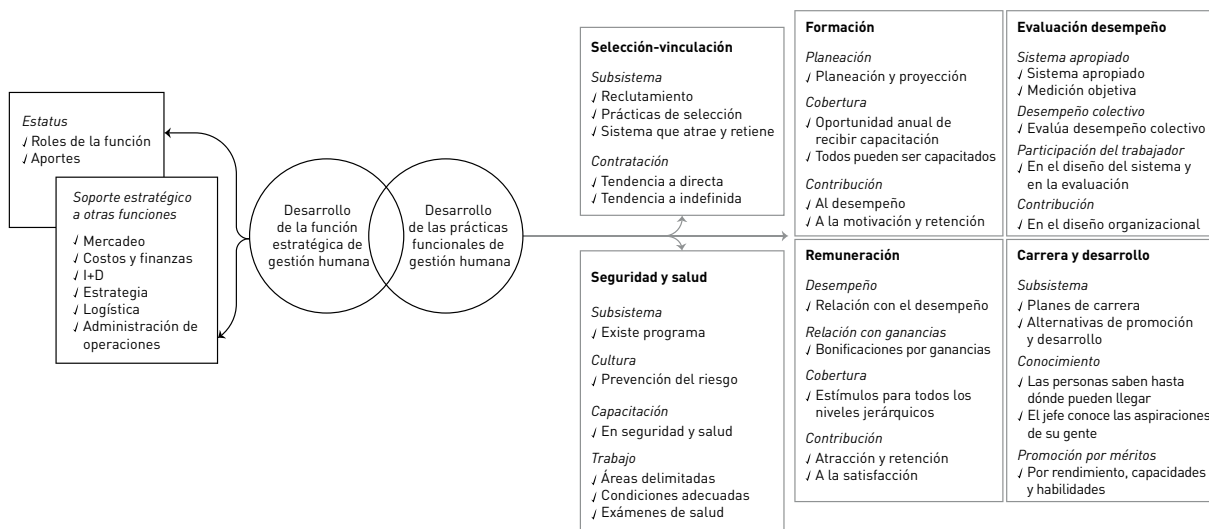 Estatus
✓ Roles de la función
✓ Aportes
Soporte estratégico
a otras funciones
✓ Mercadeo
✓ Costos y finanzas
✓ I+D
✓ Estrategia
✓ Logística
✓ Administración de
operaciones
Desarrollo
de la función
estratégica de
gestión humana
Desarrollo
de las prácticas
funcionales de
gestión humana
Selección-vinculación
Subsistema
✓ Reclutamiento
✓ Prácticas de selección
✓ Sistema que atrae y retiene
Contratación
✓ Tendencia a directa
✓ Tendencia a indefinida
Seguridad y salud
Subsistema
✓ Existe programa
Cultura
✓ Prevención del riesgo
Capacitación
✓ En seguridad y salud
Trabajo
✓ Áreas delimitadas
✓ Condiciones adecuadas
✓ Exámenes de salud
Formación
Planeación
✓ Planeación y proyección
Cobertura
✓ Oportunidad anual de
recibir capacitación
✓ Todos pueden ser capacitados
Contribución
✓ Al desempeño
✓ A la motivación y retención
Remuneración
Desempeño
✓ Relación con el desempeño
Relación con ganancias
✓ Bonificaciones por ganancias
Cobertura
✓ Estímulos para todos los
niveles jerárquicos
Contribución
✓ Atracción y retención
✓ A la satisfacción
Evaluación desempeño
Sistema apropiado
✓ Sistema apropiado
✓ Medición objetiva
Desempeño colectivo
✓ Evalúa desempeño colectivo
Participación del trabajador
✓ En el diseño del sistema y
en la evaluación
Contribución
✓ En el diseño organizacional
Carrera y desarrollo
Subsistema
✓ Planes de carrera
✓ Alternativas de promoción
y desarrollo
Conocimiento
✓ Las personas saben hasta
dónde pueden llegar
✓ El jefe conoce las aspiraciones
de su gente
Promoción por méritos
✓ Por rendimiento, capacidades
y habilidades